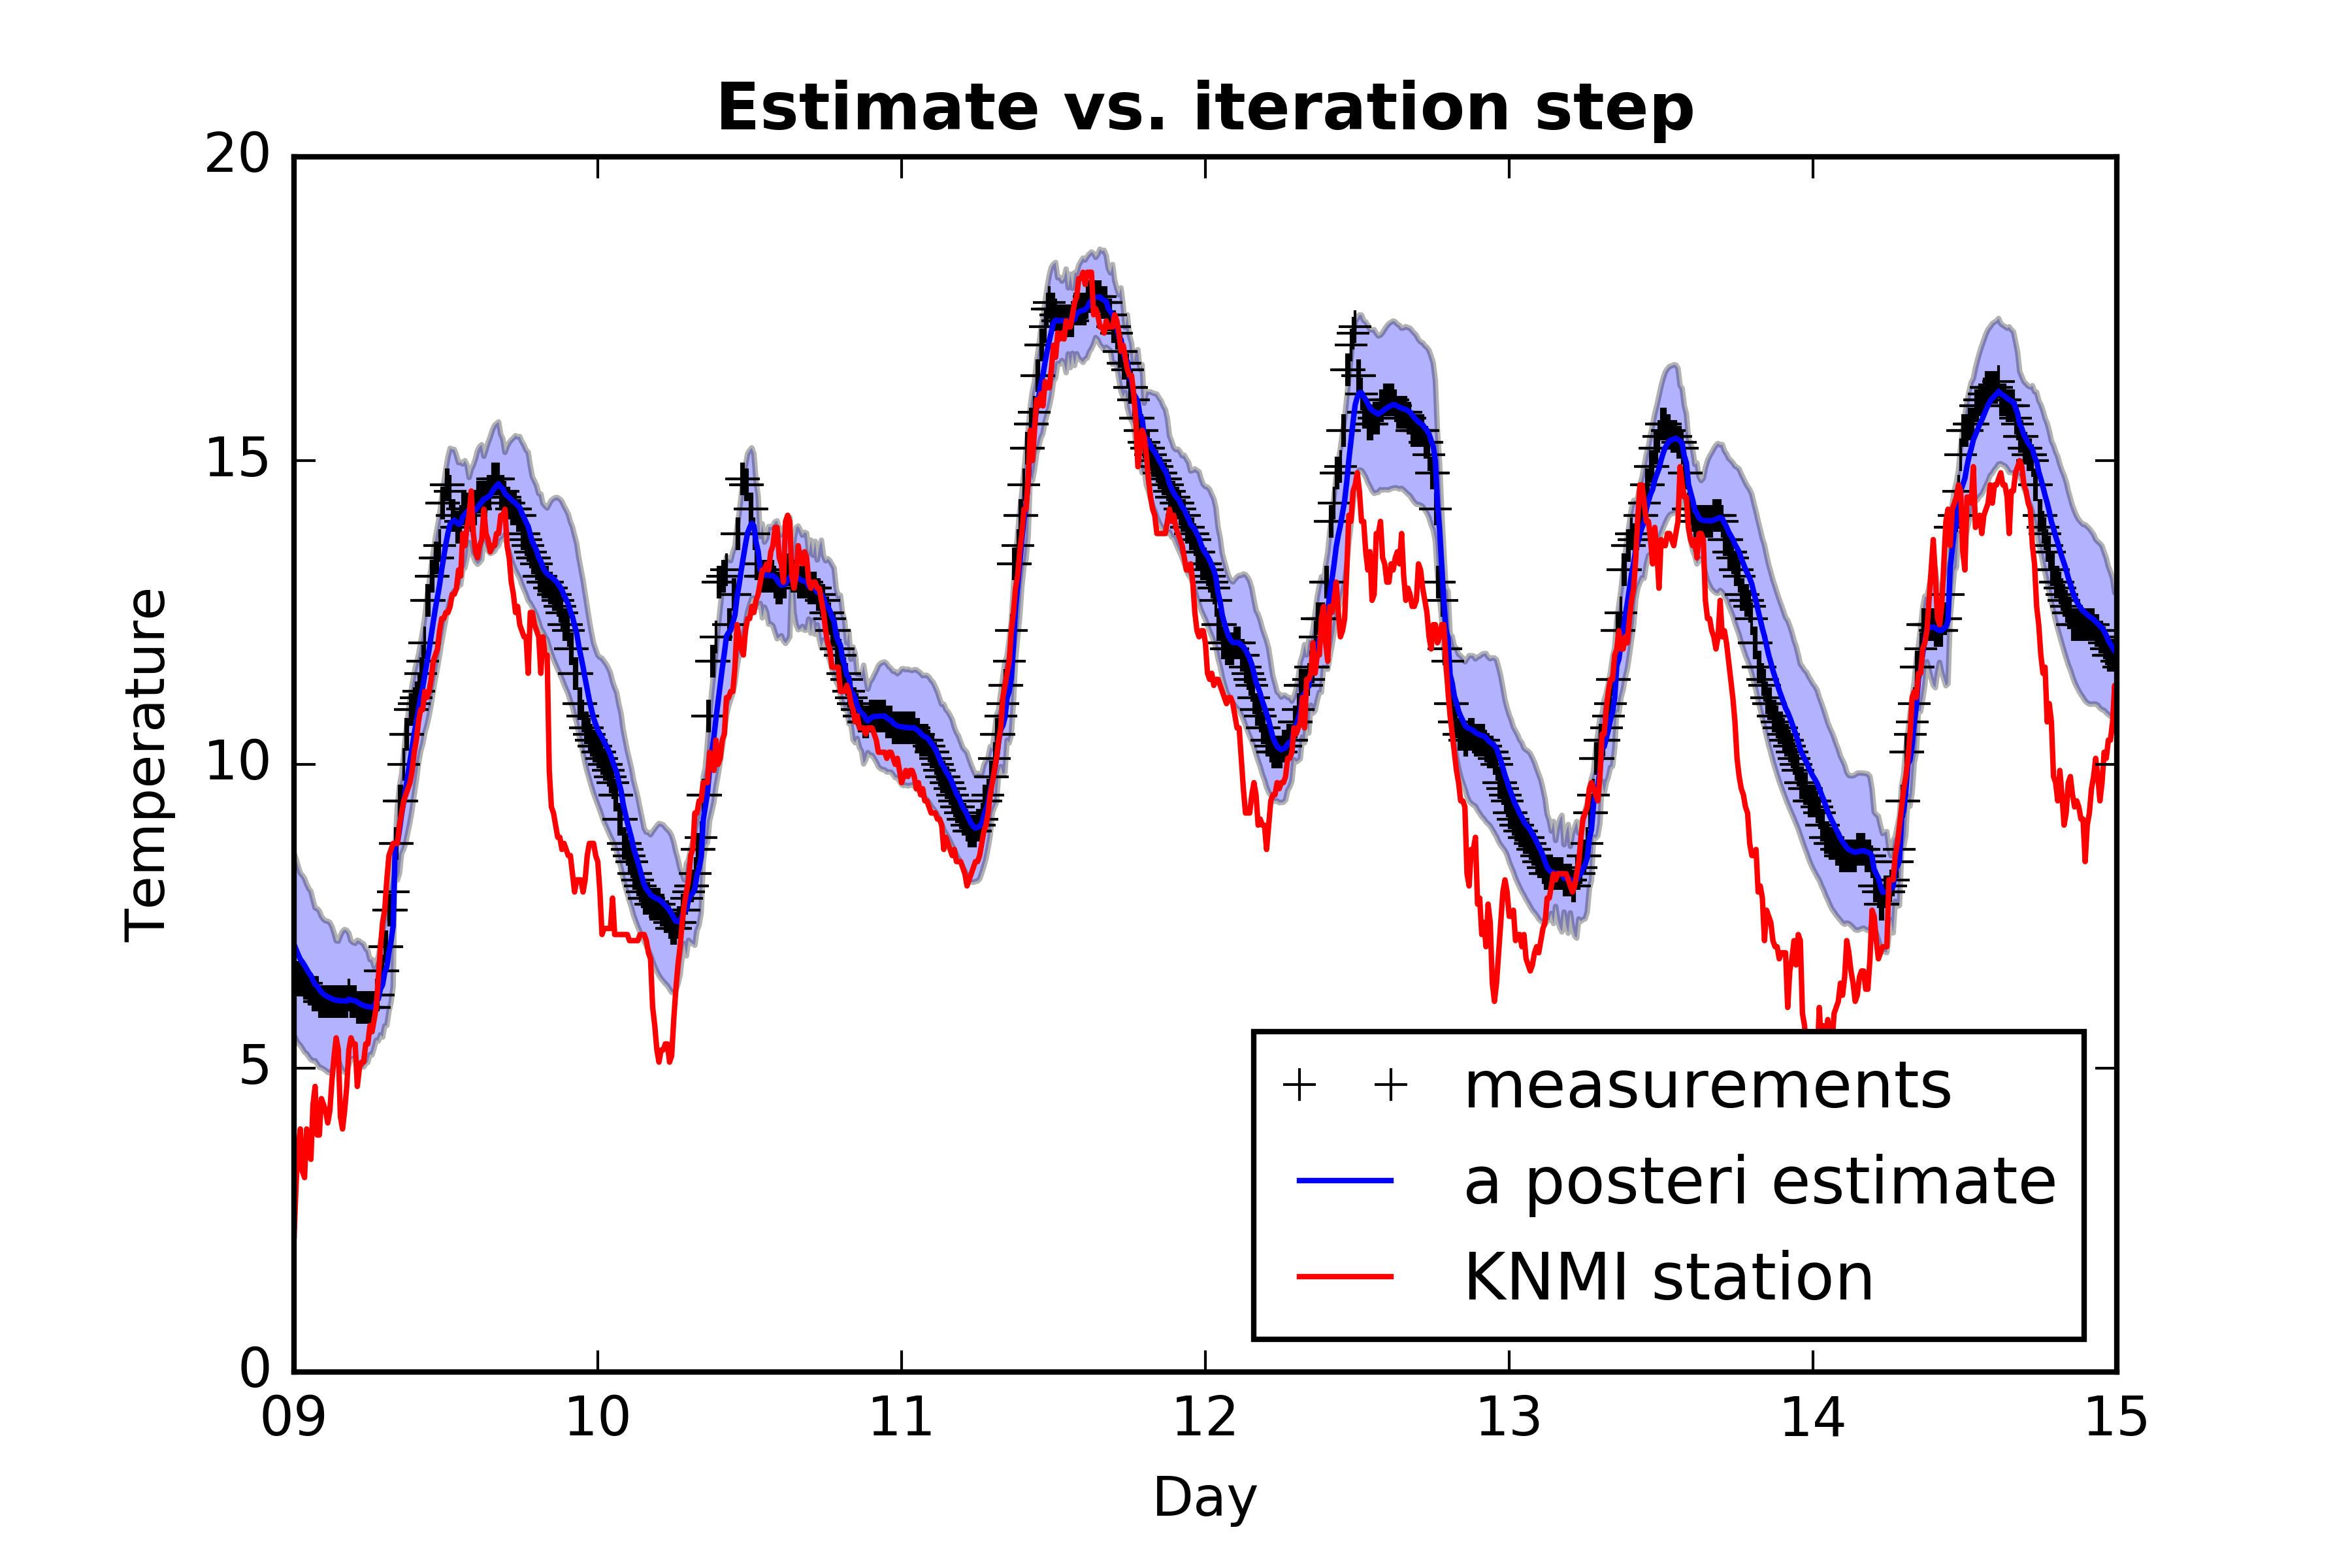 Estimate vs. iteration step
20
15
10
5
0
Temperature
measurements
a posteri estimate
KNMI station
09 10 11 12 13 14 15
Day